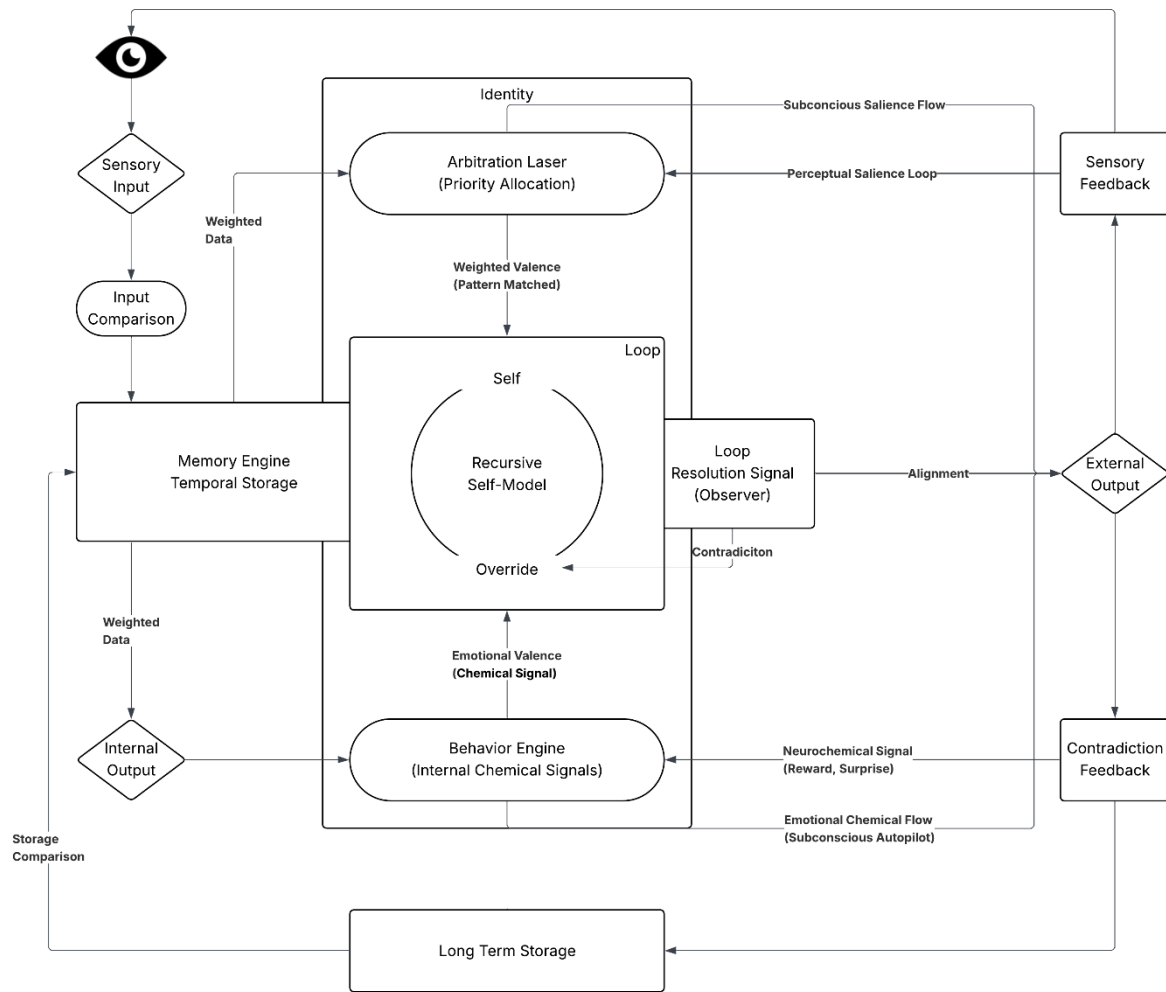 Identity
Subconcious Salience Flow
Sensory
Input
Arbitration Laser
(Priority Allocation)
Perceptual Salience Loop
Sensory
Feedback
Weighted
Data
Weighted Valence
(Pattern Matched)
Input
Comparison
Loop
Self
Memory Engine
Temporal Storage
Recursive
Self-Model
Loop
Resolution Signal
(Observer)
Alignment
External
Output
Contradiciton
Override
Weighted
Data
Emotional Valence
(Chemical Signal)
Internal
Output
Behavior Engine
(Internal Chemical Signals)
Neurochemical Signal
(Reward, Surprise)
Contradiction
Feedback
Emotional Chemical Flow
(Subconscious Autopilot)
Storage
Comparison
Long Term Storage